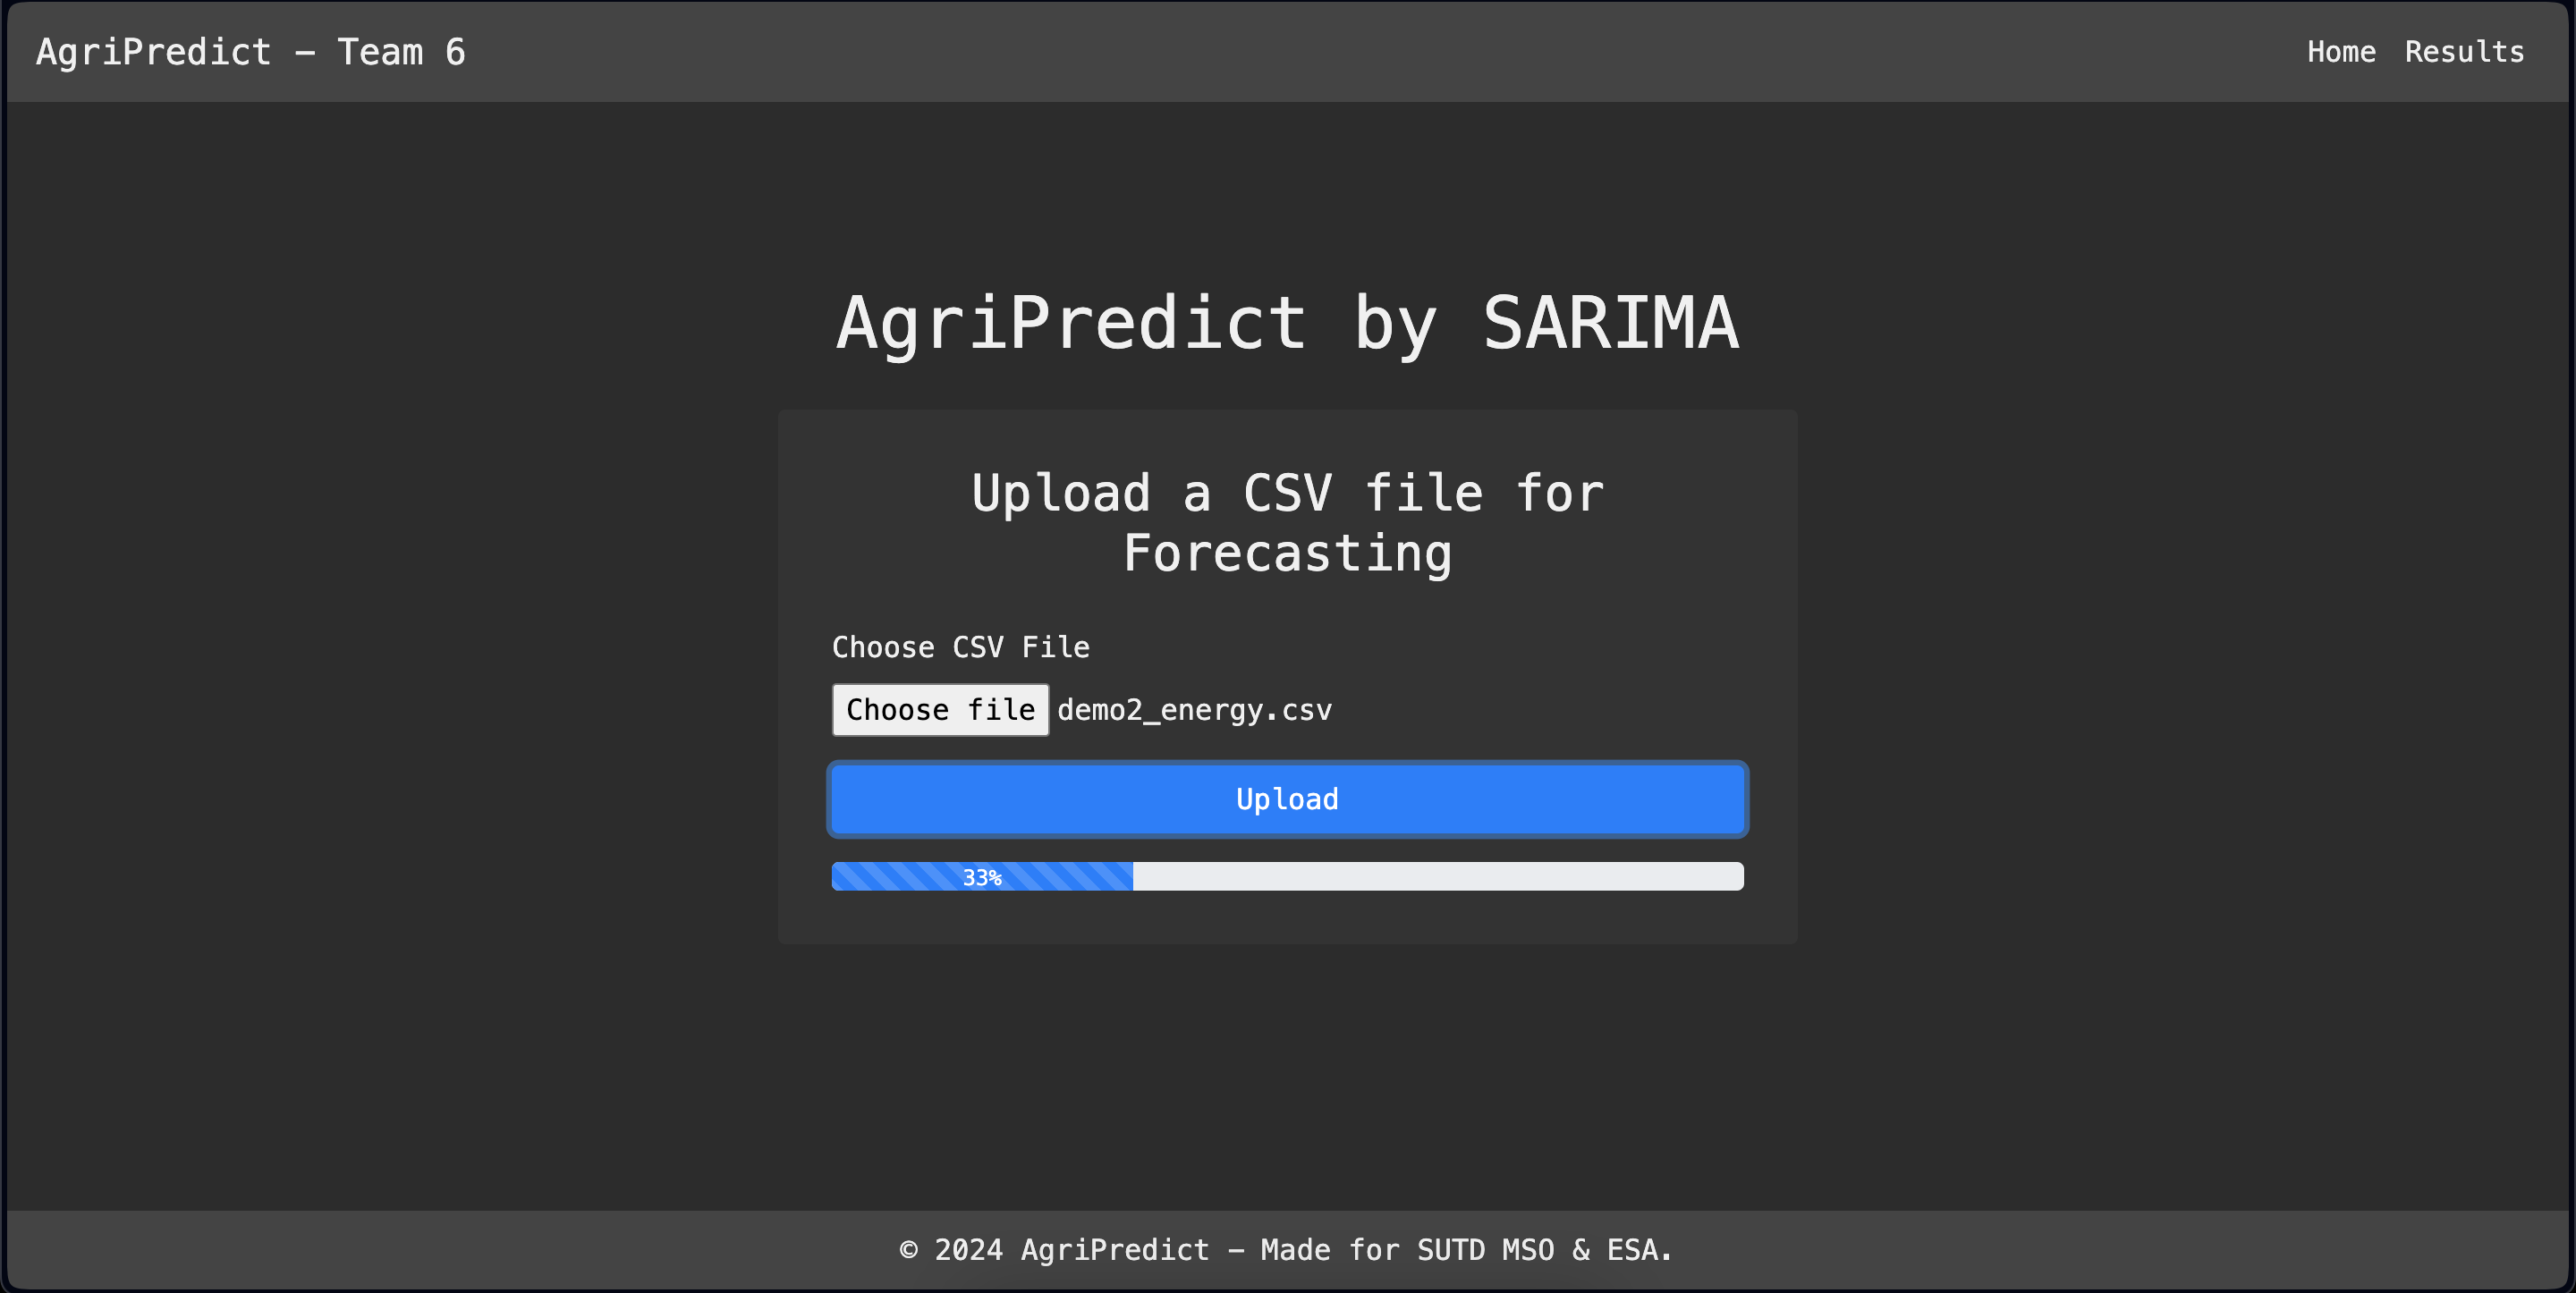 AgriPredict – Team 6
Home Results
AgriPredict by SARIMA
Upload a CSV file for
Forecasting
Choose CSV File
Choose file demo2_energy.csv
Upload
33%
© 2024 AgriPredict – Made for SUTD MSO & ESA.